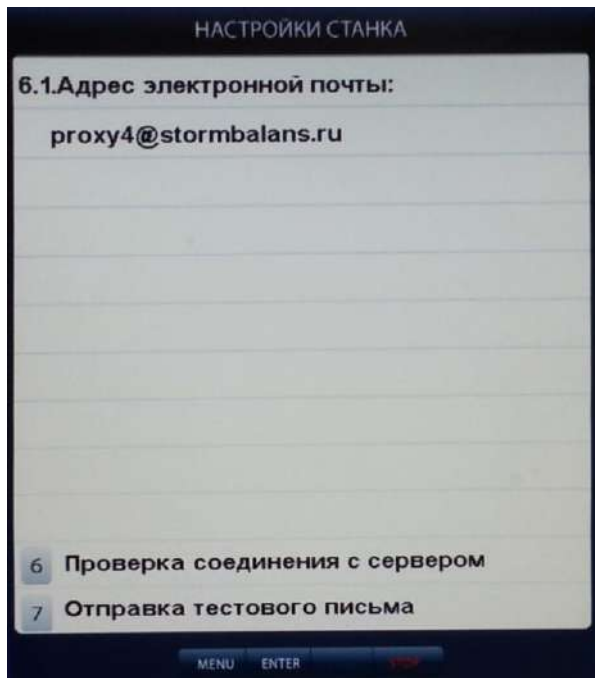 НАСТРОЙКИ СТАНКА
6.1.Адрес электронной почты:
proxy4@stormbalans.ru
6 Проверка соединения с сервером
7 Отправка тестового письма
MENU ENTER STOP